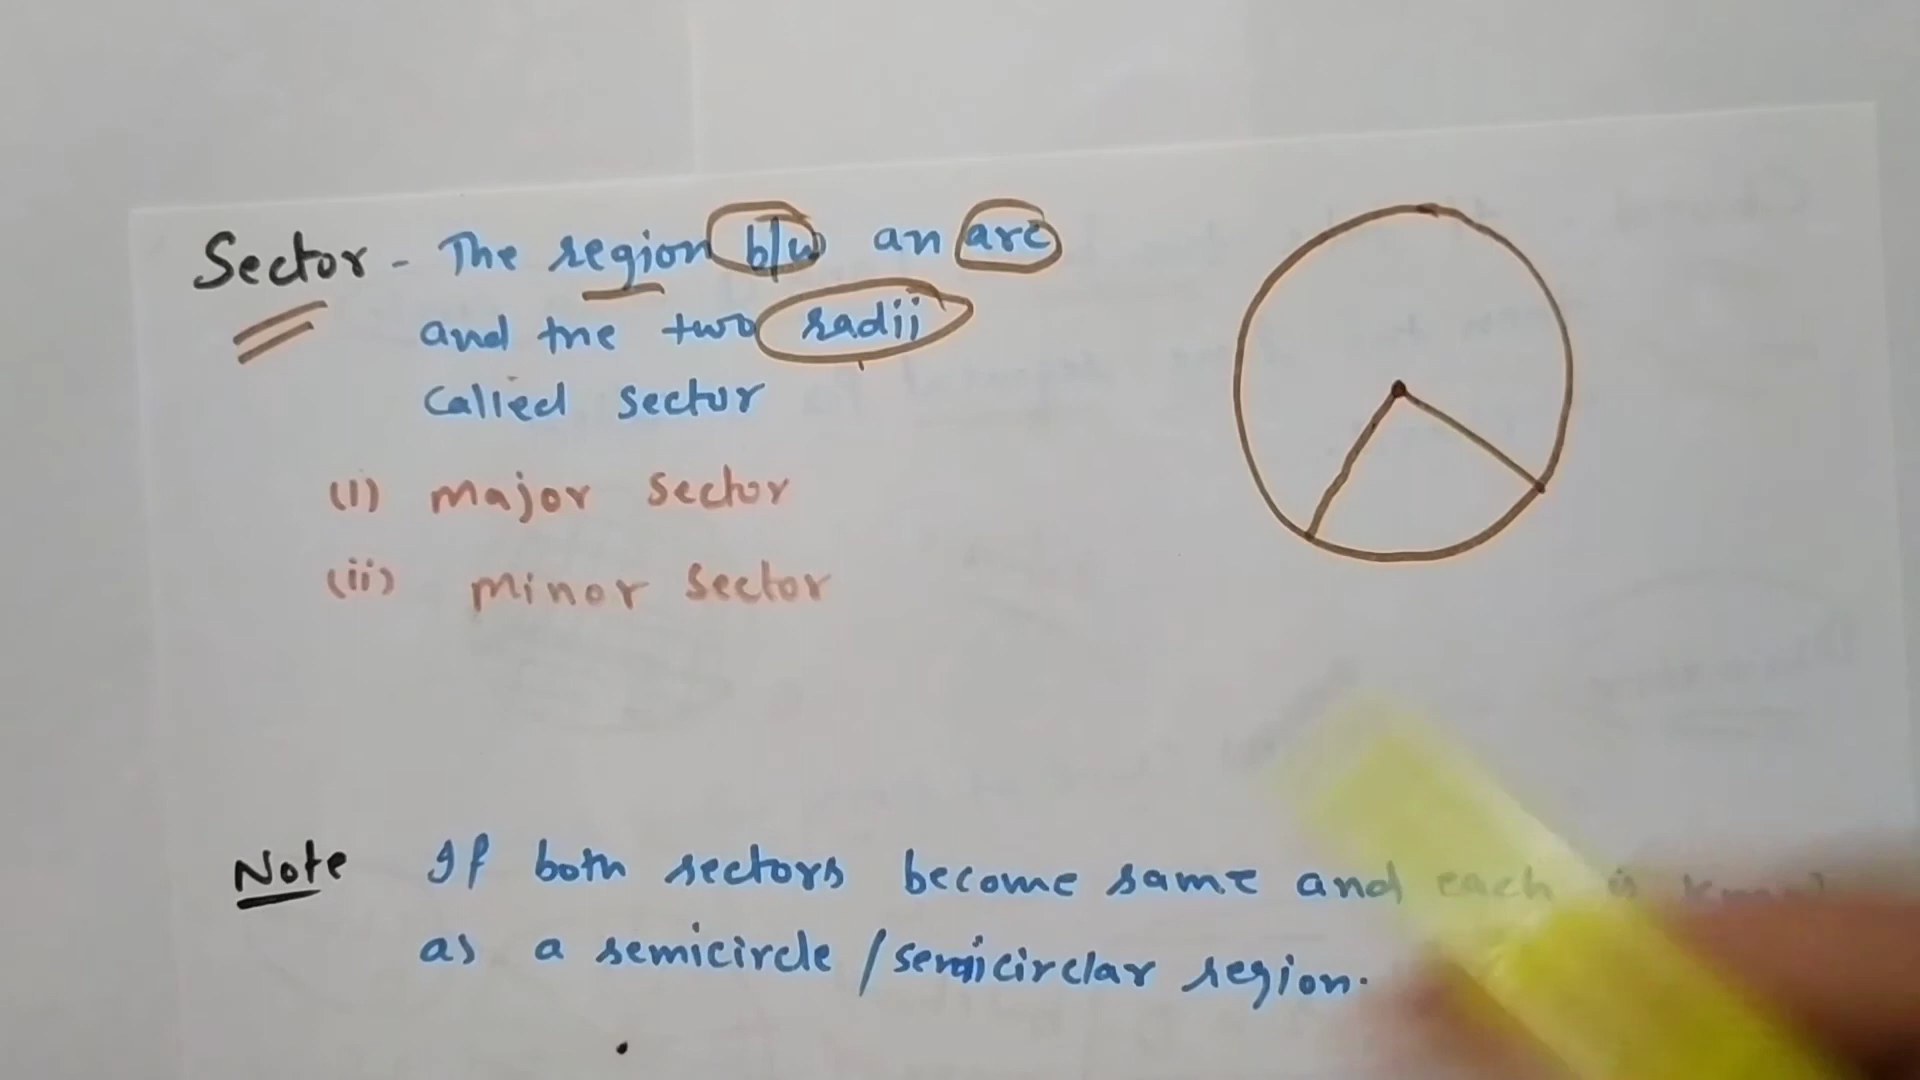 Sector - The region b/w an arc
and the two radii
called sector
(i) major sector
(ii) minor sector
Note If both sectors become same and each is
as a semicircle / semicirclar region.